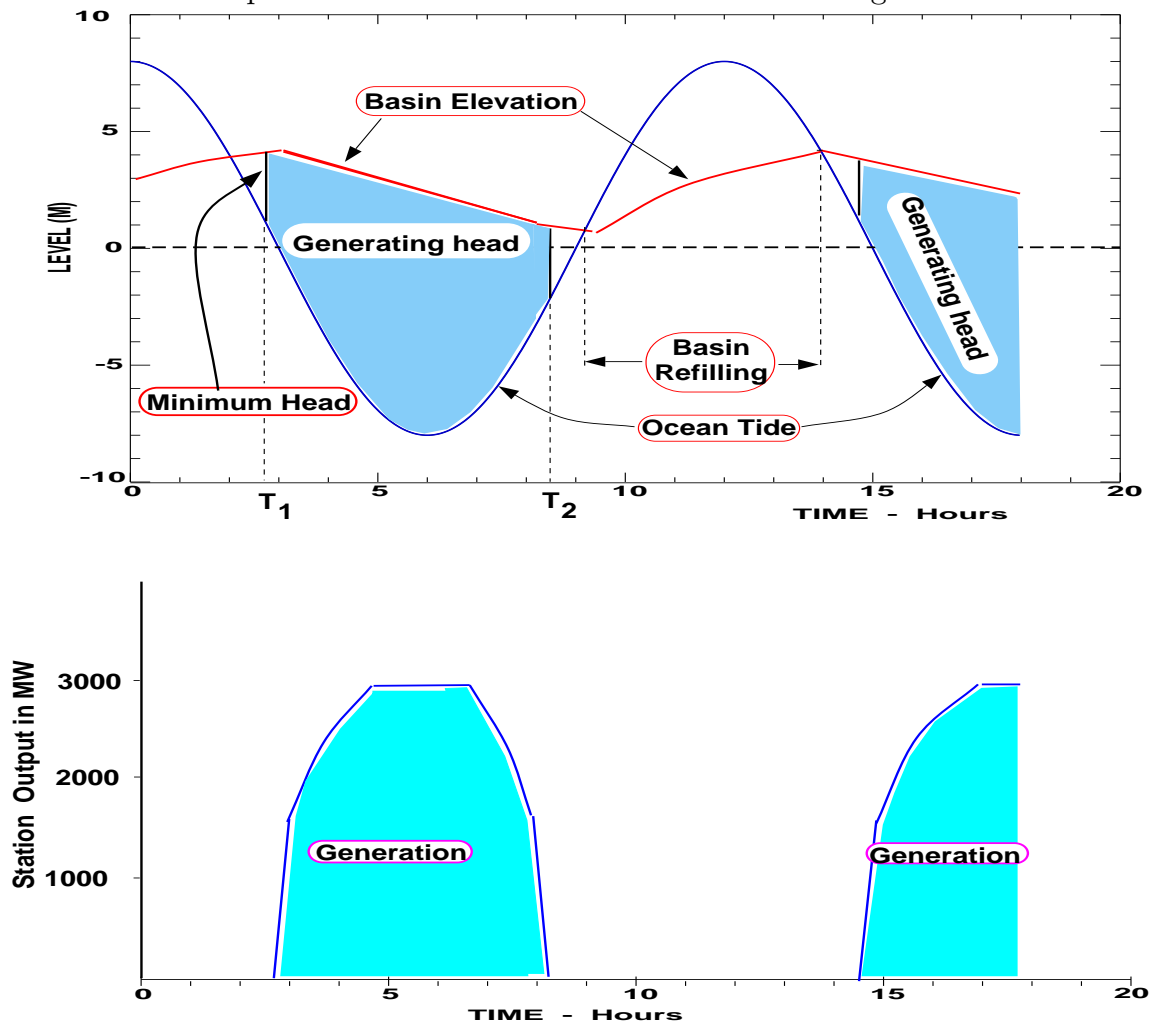 10
Basin Elevation
5
LEVEL (M)
Generating head
Generating head
0
Basin
Refilling
-5
Minimum Head
Ocean Tide
-10
0
5
10
15
20
T1
T2
TIME - Hours
Station Output in MW
3000
2000
Generation
Generation
1000
0
5
10
15
20
TIME - Hours